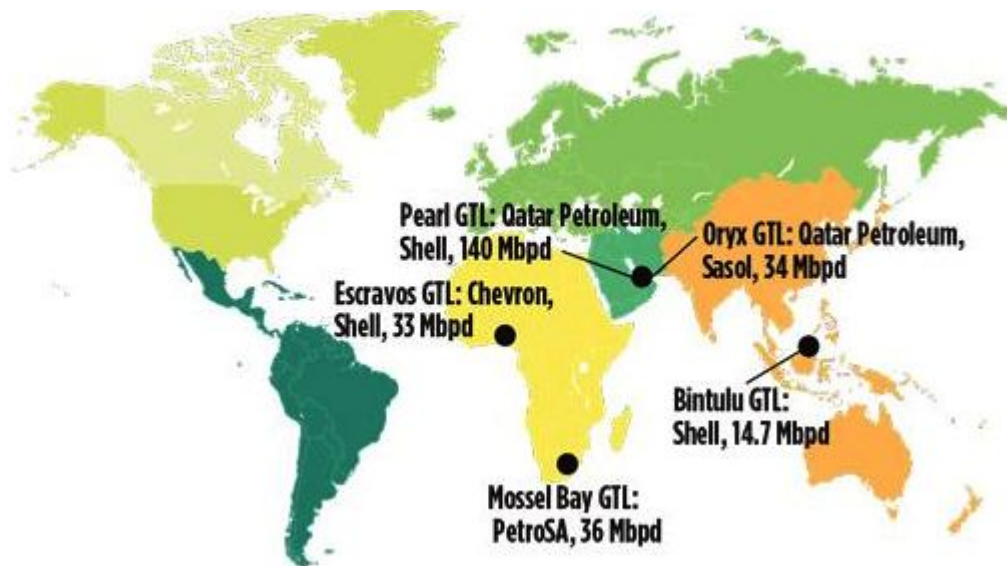 Pearl GTL: Qatar Petroleum,
Shell, 140 Mbpd
Oryx GTL: Qatar Petroleum,
Sasol, 34 Mbpd
Escravos GTL: Chevron,
Shell, 33 Mbpd
Bintulu GTL:
Shell, 14.7 Mbpd
Mossel Bay GTL:
PetroSA, 36 Mbpd